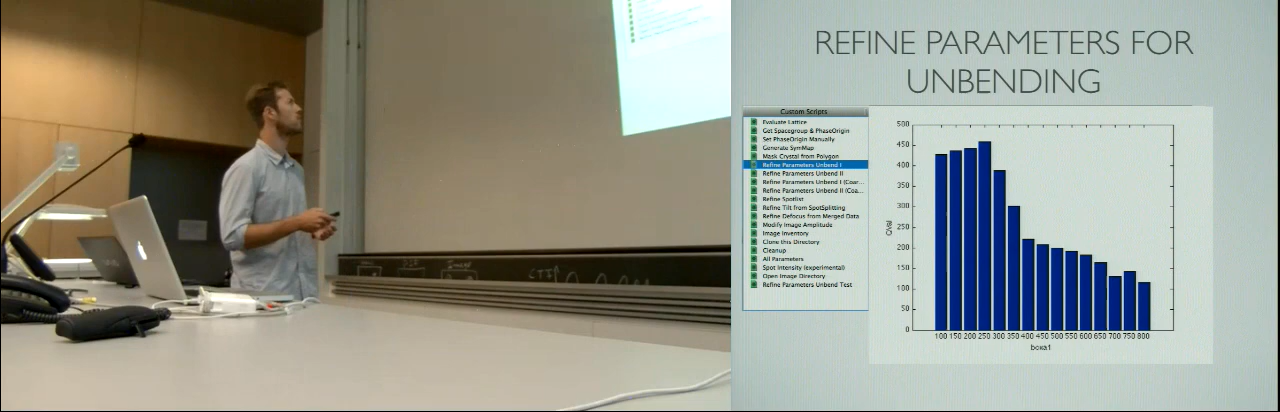 REFINE PARAMETERS FOR
UNBENDING
Custom Scripts
Evaluate Lattice
Get Spacegroup & PhaseOrigin
Set PhaseOrigin Manually
Generate SymMap
Mask Crystal from Polygon
Refine Parameters Unbend I
Refine Parameters Unbend II
Refine Parameters Unbend I (Coar...
Refine Parameters Unbend II (Coa...
Refine Spotlist
Refine Tilt from SpotSplitting
Refine Defocus from Merged Data
Modify Image Amplitude
Image Inventory
Clone this Directory
Cleanup
All Parameters
Spot Intensity (experimental)
Open Image Directory
Refine Parameters Unbend Test
500
450
400
350
300
250
200
150
100
50
0
QVal
100 150 200 250 300 350 400 450 500 550 600 650 700 750 800
boxa1